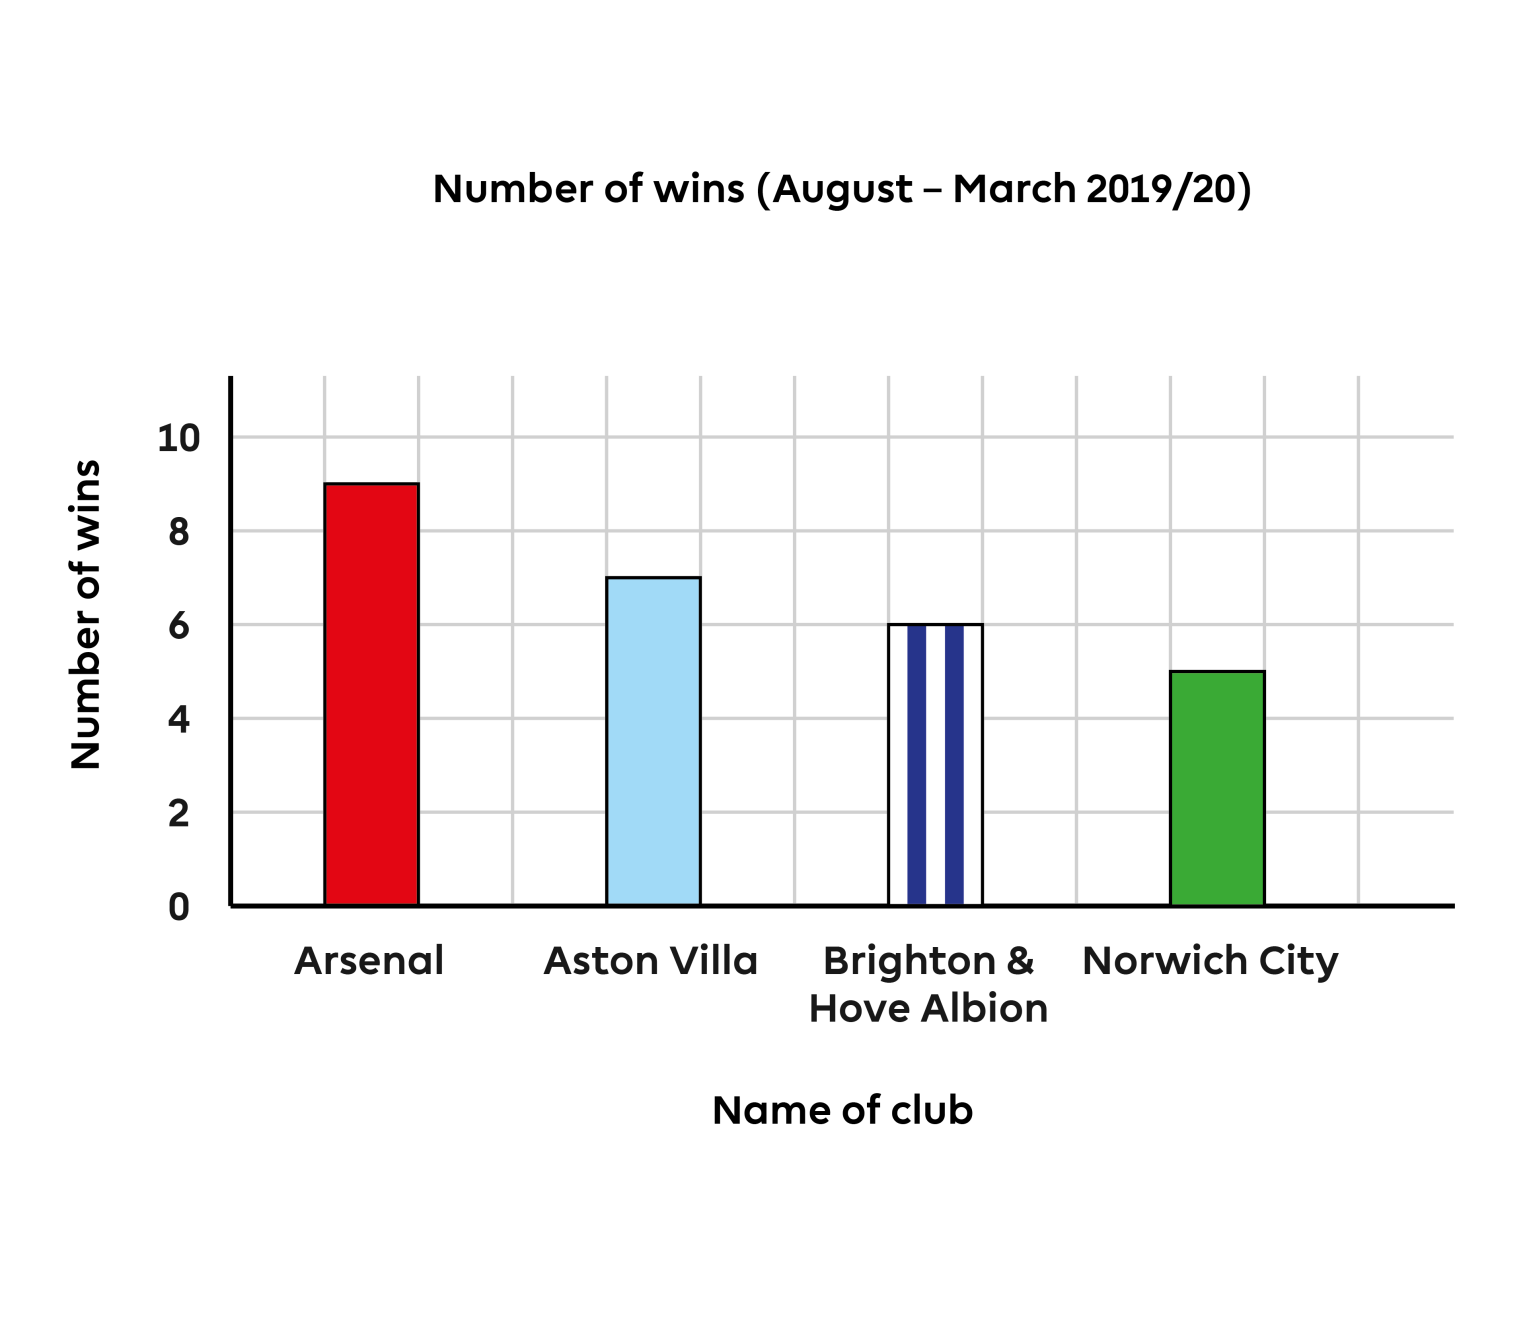 Number of wins (August – March 2019/20)
Number of wins
10
8
6
4
2
0
Arsenal
Aston Villa
Brighton &
Hove Albion
Norwich City
Name of club